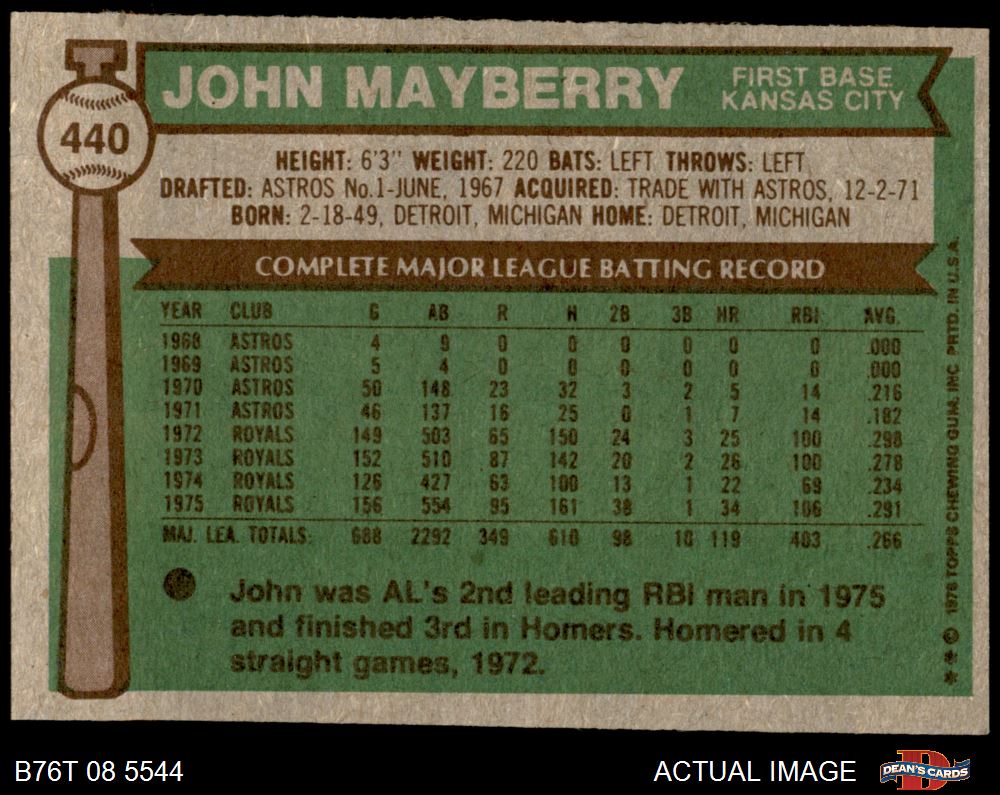 JOHN MAYBERRY
FIRST BASE
KANSAS CITY
440
HEIGHT: 6'3" WEIGHT: 220 BATS: LEFT THROWS: LEFT
DRAFTED: ASTROS No.1-JUNE, 1967 ACQUIRED: TRADE WITH ASTROS, 12-2-71
BORN: 2-18-49, DETROIT, MICHIGAN HOME: DETROIT, MICHIGAN
COMPLETE MAJOR LEAGUE BATTING RECORD
YEAR CLUB G AB R H 2B 3B HR RBI AVG.
1968 ASTROS 4 9 0 0 0 0 0 0 .000
1969 ASTROS 5 4 0 0 0 0 0 0 .000
1970 ASTROS 50 148 23 32 3 2 5 14 .216
1971 ASTROS 46 137 16 25 0 1 7 14 .182
1972 ROYALS 149 503 65 150 24 3 25 100 .298
1973 ROYALS 152 510 87 142 20 2 26 100 .278
1974 ROYALS 126 427 63 100 13 1 22 69 .234
1975 ROYALS 156 554 95 161 38 1 34 106 .291
MAJ. LEA. TOTALS: 688 2292 349 610 98 10 119 403 .266
John was AL's 2nd leading RBI man in 1975
and finished 3rd in Homers. Homered in 4
straight games, 1972.
**© 1976 TOPPS CHEWING GUM, INC. PRTD. IN U.S.A.
B76T 08 5544
ACTUAL IMAGE
DEAN'S CARDS